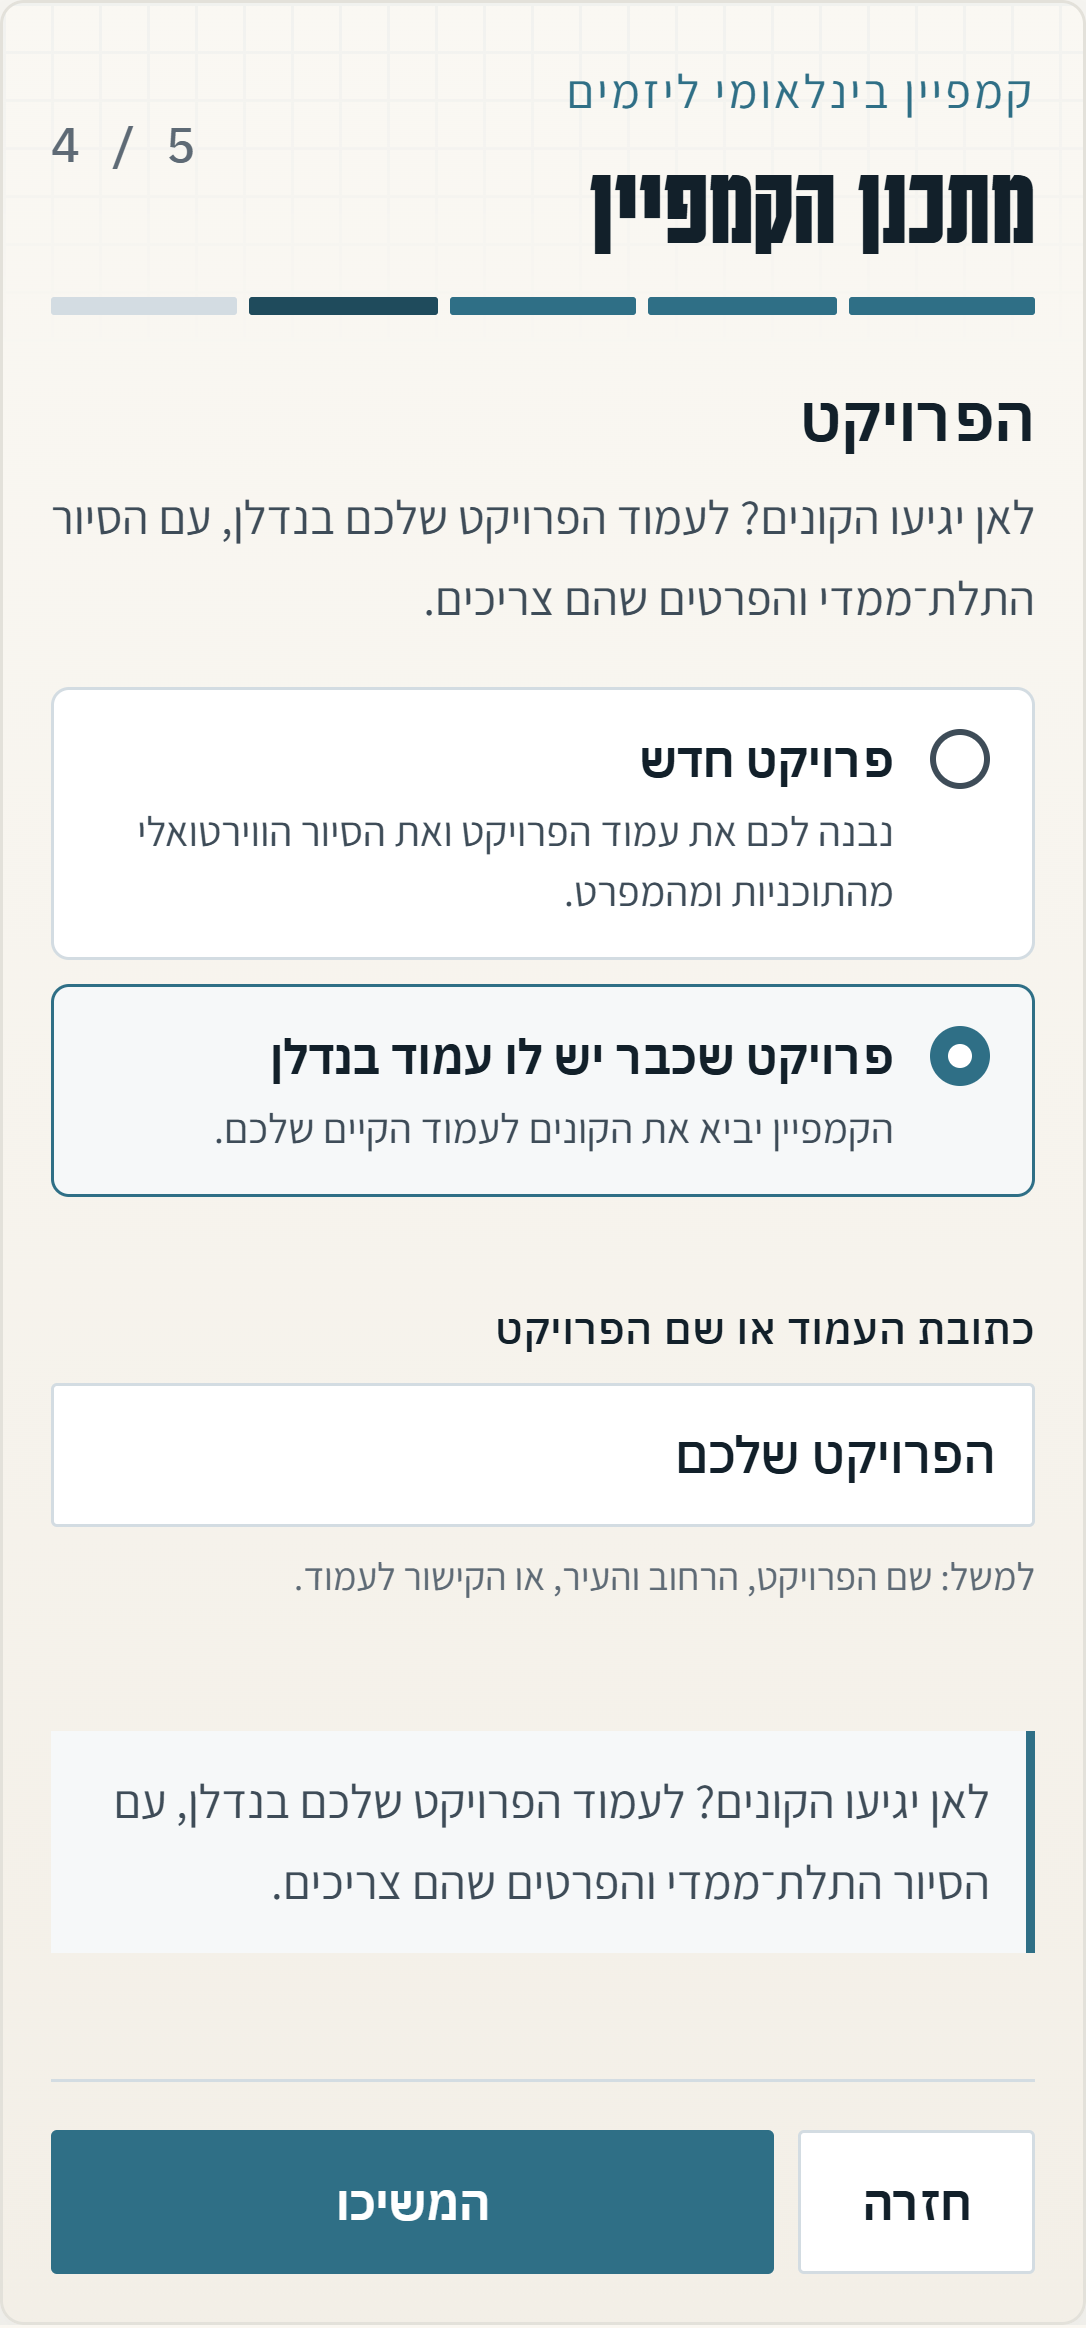 קמפיין בינלאומי ליזמים
4 / 5
מתכנן הקמפיין
הפרויקט
לאן יגיעו הקונים? לעמוד הפרויקט שלכם בנדלן, עם הסיור
התלת־ממדי והפרטים שהם צריכים.
פרויקט חדש
נבנה לכם את עמוד הפרויקט ואת הסיור הווירטואלי
מהתוכניות ומהמפרט.
פרויקט שכבר יש לו עמוד בנדלן
הקמפיין יביא את הקונים לעמוד הקיים שלכם.
כתובת העמוד או שם הפרויקט
הפרויקט שלכם
למשל: שם הפרויקט, הרחוב והעיר, או הקישור לעמוד.
לאן יגיעו הקונים? לעמוד הפרויקט שלכם בנדלן, עם
הסיור התלת־ממדי והפרטים שהם צריכים.
חזרה
המשיכו